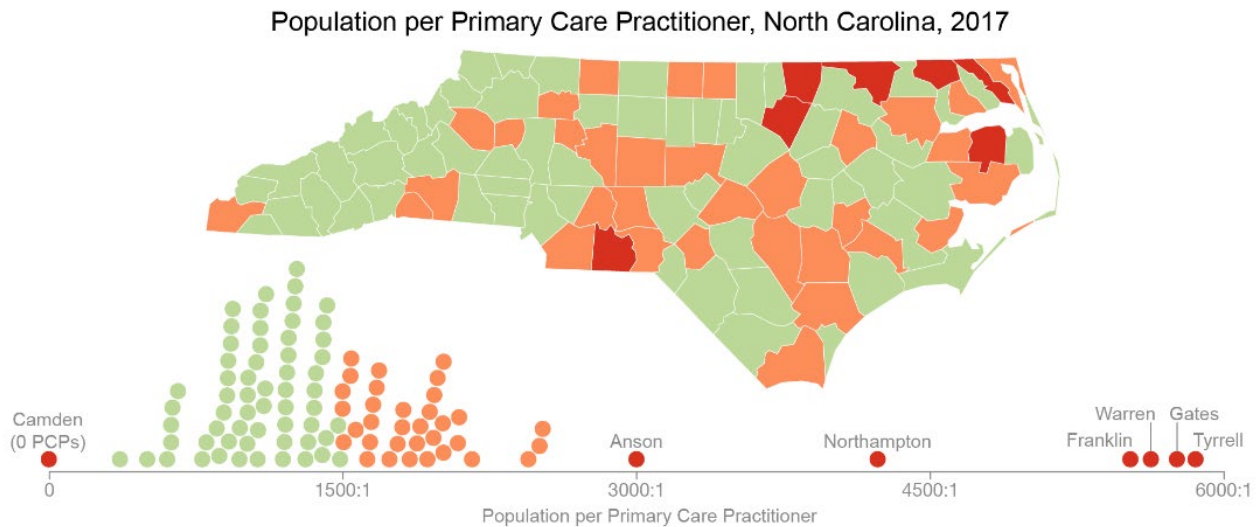 Population per Primary Care Practitioner, North Carolina, 2017
Camden
(0 PCPs)
Anson
Northampton
Warren
Gates
Franklin
Tyrrell
0
1500:1
3000:1
4500:1
6000:1
Population per Primary Care Practitioner